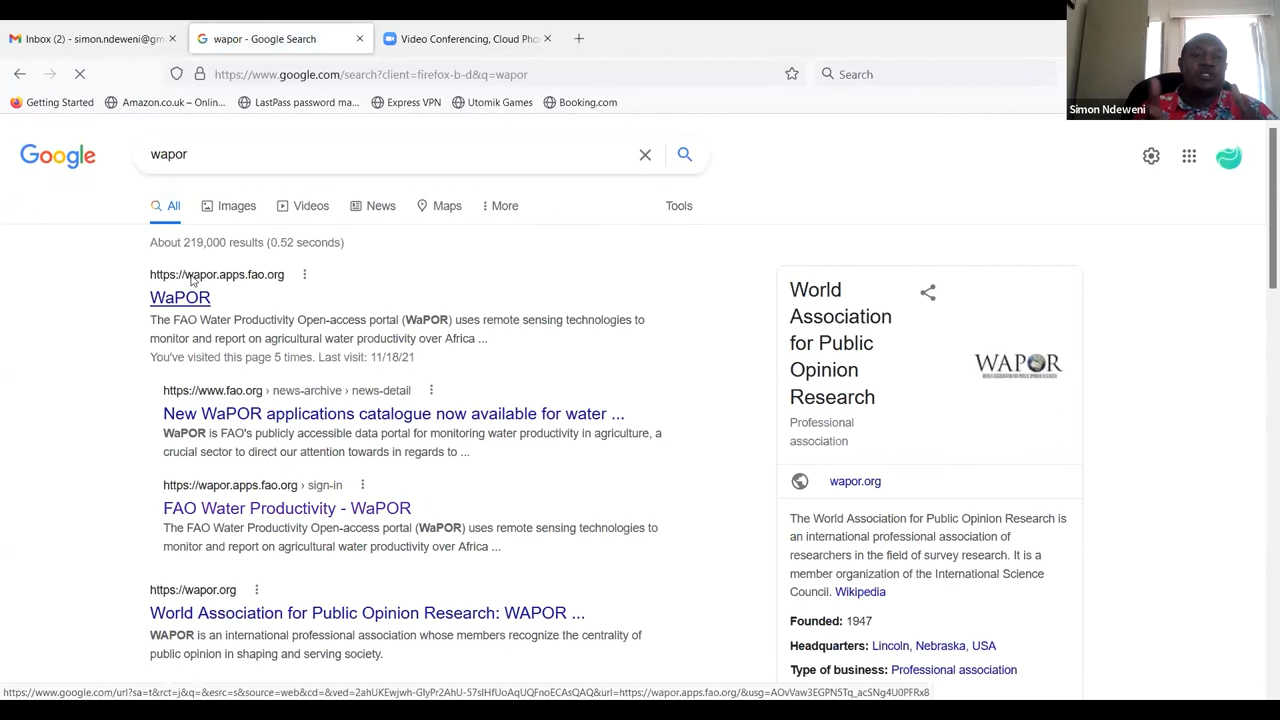 Inbox (2) - simon.ndeweni@gm
wapor - Google Search
Video Conferencing, Cloud Pho
https://www.google.com/search?client=firefox-b-d&q=wapor
Search
Getting Started
Amazon.co.uk – Onlin...
LastPass password ma...
Express VPN
Utomik Games
Booking.com
Simon Ndeweni
Google
wapor
All
Images
Videos
News
Maps
More
Tools
About 219,000 results (0.52 seconds)
https://wapor.apps.fao.org
WaPOR
The FAO Water Productivity Open-access portal (WaPOR) uses remote sensing technologies to
monitor and report on agricultural water productivity over Africa ...
You've visited this page 5 times. Last visit: 11/18/21
https://www.fao.org › news-archive › news-detail
New WaPOR applications catalogue now available for water ...
WaPOR is FAO's publicly accessible data portal for monitoring water productivity in agriculture, a
crucial sector to direct our attention towards in regards to ...
https://wapor.apps.fao.org › sign-in
FAO Water Productivity - WaPOR
The FAO Water Productivity Open-access portal (WaPOR) uses remote sensing technologies to
monitor and report on agricultural water productivity over Africa ...
https://wapor.org
World Association for Public Opinion Research: WAPOR ...
WAPOR is an international professional association whose members recognize the centrality of
public opinion in shaping and serving society.
World
Association
for Public
Opinion
Research
WAPOR
Professional
association
wapor.org
The World Association for Public Opinion Research is
an international professional association of
researchers in the field of survey research. It is a
member organization of the International Science
Council. Wikipedia
Founded: 1947
Headquarters: Lincoln, Nebraska, USA
Type of business: Professional association